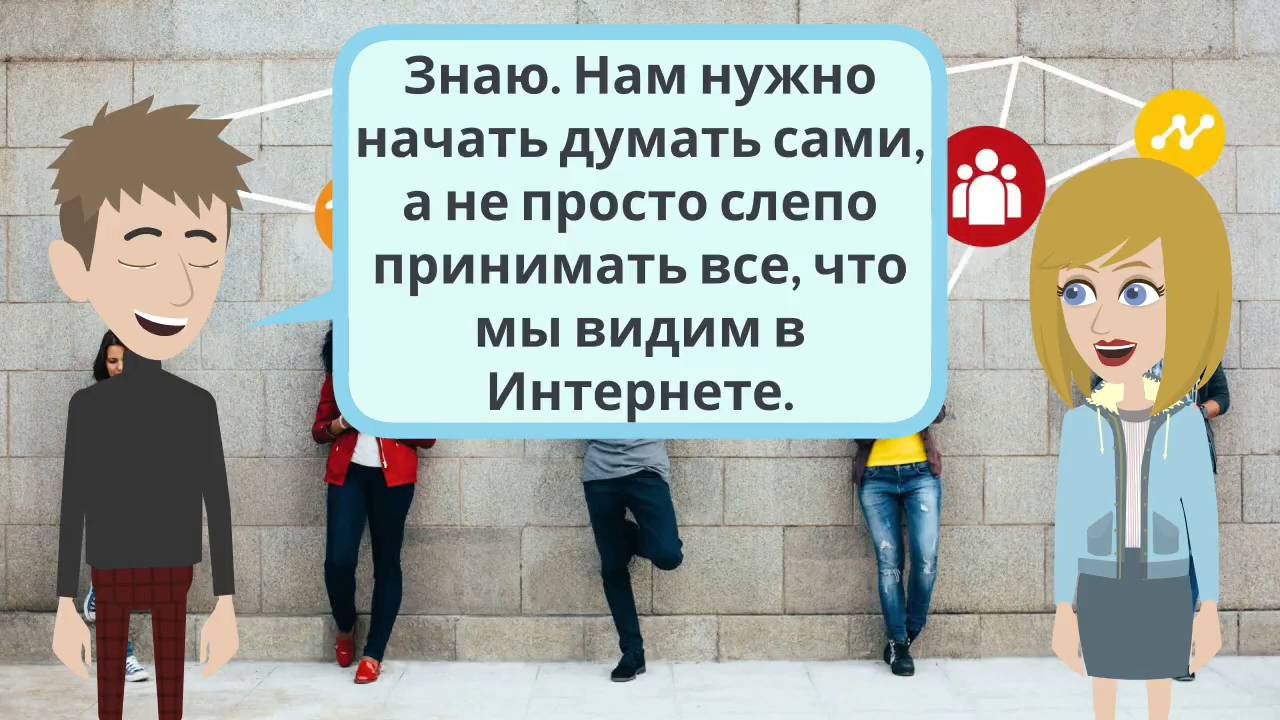 Знаю. Нам нужно
начать думать сами,
а не просто слепо
принимать все, что
мы видим в
Интернете.